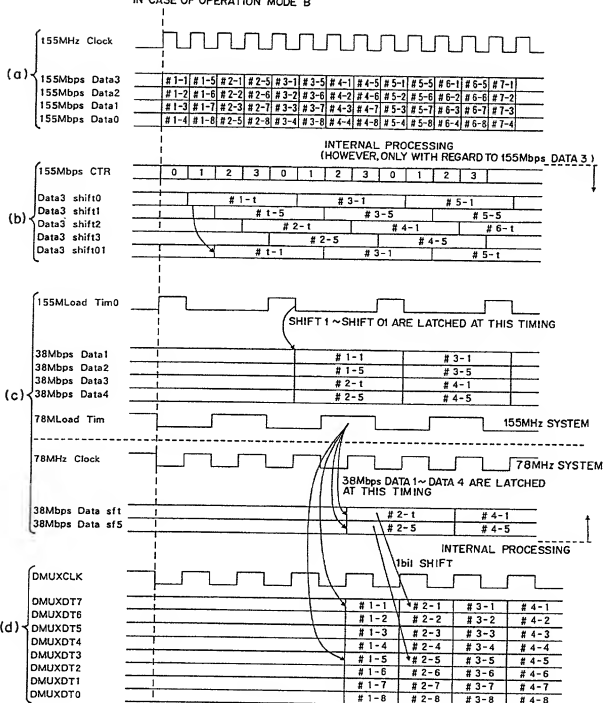 IN CASE OF OPERATION MODE B
155MHz Clock
(a)
155Mbps Data3 #1-1 #1-5 #2-1 #2-5 #3-1 #3-5 #4-1 #4-5 #5-1 #5-5 #6-1 #6-5 #7-1
155Mbps Data2 #1-2 #1-6 #2-2 #2-6 #3-2 #3-6 #4-2 #4-6 #5-2 #5-6 #6-2 #6-6 #7-2
155Mbps Data1 #1-3 #1-7 #2-3 #2-7 #3-3 #3-7 #4-3 #4-7 #5-3 #5-7 #6-3 #6-7 #7-3
155Mbps Data0 #1-4 #1-8 #2-5 #2-8 #3-4 #3-8 #4-4 #4-8 #5-4 #5-8 #6-4 #6-8 #7-4
INTERNAL PROCESSING
(HOWEVER, ONLY WITH REGARD TO 155Mbps DATA 3)
155Mbps CTR 0 1 2 3 0 1 2 3 0 1 2 3
(b)
Data3 shift0 #1-t #3-1 #5-1
Data3 shift1 #t-5 #3-5 #5-5
Data3 shift2 #2-t #4-1 #6-t
Data3 shift3 #2-5 #4-5
Data3 shift01 #t-1 #3-1 #5-t
155MLoad Tim0
SHIFT 1 ~ SHIFT 01 ARE LATCHED AT THIS TIMING
38Mbps Data1 #1-1 #3-1
38Mbps Data2 #1-5 #3-5
38Mbps Data3 #2-t #4-1
(c)
38Mbps Data4 #2-5 #4-5
78MLoad Tim
155MHz SYSTEM
78MHz Clock
78MHz SYSTEM
38Mbps DATA 1~ DATA 4 ARE LATCHED
AT THIS TIMING
38Mbps Data sft #2-t #4-1
38Mbps Data sf5 #2-5 #4-5
INTERNAL PROCESSING
1bil SHIFT
DMUXCLK
(d)
DMUXDT7 #1-1 #2-1 #3-1 #4-1
DMUXDT6 #1-2 #2-2 #3-2 #4-2
DMUXDT5 #1-3 #2-3 #3-3 #4-3
DMUXDT4 #1-4 #2-4 #3-4 #4-4
DMUXDT3 #1-5 #2-5 #3-5 #4-5
DMUXDT2 #1-6 #2-6 #3-6 #4-6
DMUXDT1 #1-7 #2-7 #3-7 #4-7
DMUXDT0 #1-8 #2-8 #3-8 #4-8